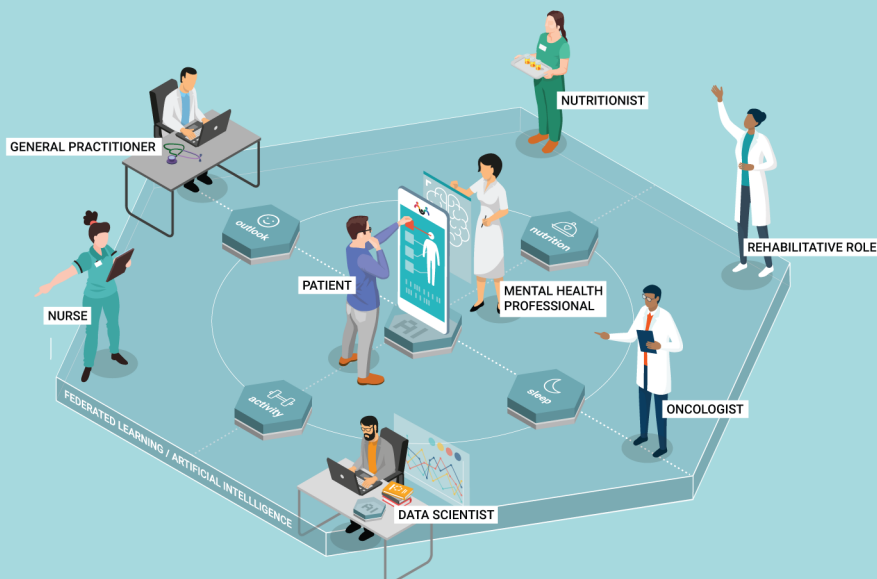 NUTRITIONIST
GENERAL PRACTITIONER
outlook
nutrition
REHABILITATIVE ROLE
PATIENT
MENTAL HEALTH
PROFESSIONAL
NURSE
AI
activity
sleep
ONCOLOGIST
FEDERATED LEARNING / ARTIFICIAL INTELLLIGENCE
AI
DATA SCIENTIST